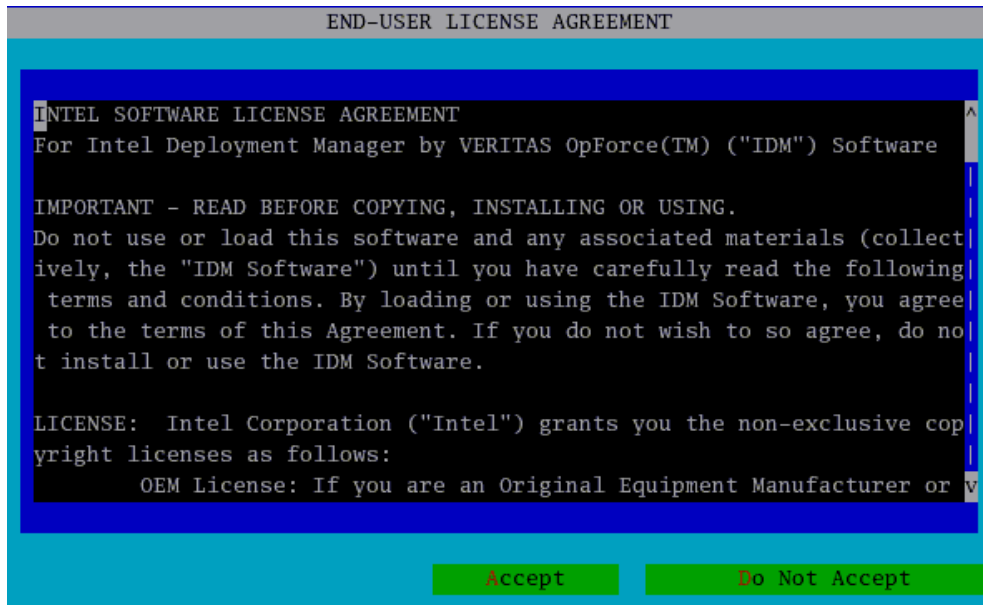 END-USER LICENSE AGREEMENT
INTEL SOFTWARE LICENSE AGREEMENT
For Intel Deployment Manager by VERITAS OpForce(TM) ("IDM") Software
IMPORTANT - READ BEFORE COPYING, INSTALLING OR USING.
Do not use or load this software and any associated materials (collect
ively, the "IDM Software") until you have carefully read the following
terms and conditions. By loading or using the IDM Software, you agree
to the terms of this Agreement. If you do not wish to so agree, do no
t install or use the IDM Software.
LICENSE:  Intel Corporation ("Intel") grants you the non-exclusive cop
yright licenses as follows:
OEM License: If you are an Original Equipment Manufacturer or
Accept Do Not Accept